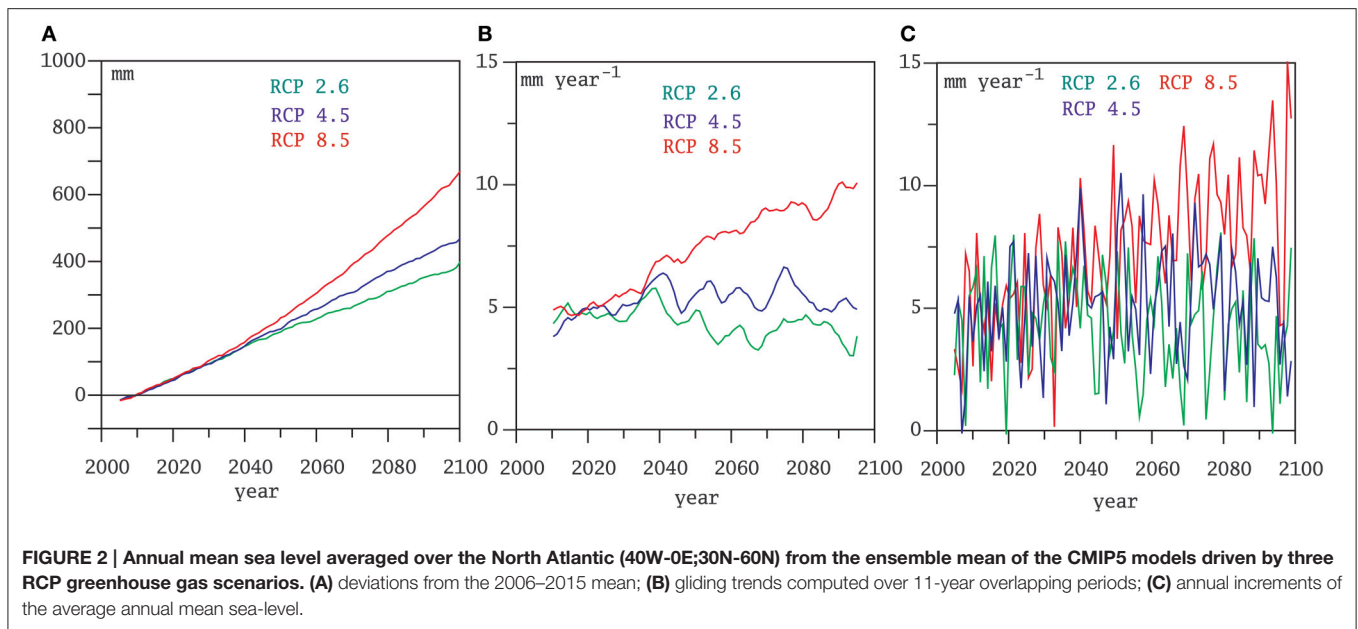 A
B
C
1000
800
600
400
200
0
mm
RCP 2.6
RCP 4.5
RCP 8.5
2000 2020 2040 2060 2080 2100
year
15
10
5
0
mm year⁻¹
RCP 2.6
RCP 4.5
RCP 8.5
2000 2020 2040 2060 2080 2100
year
15
10
5
0
mm year⁻¹ RCP 2.6 RCP 8.5
RCP 4.5
2000 2020 2040 2060 2080 2100
year
FIGURE 2 | Annual mean sea level averaged over the North Atlantic (40W-0E;30N-60N) from the ensemble mean of the CMIP5 models driven by three
RCP greenhouse gas scenarios. (A) deviations from the 2006–2015 mean; (B) gliding trends computed over 11-year overlapping periods; (C) annual increments of
the average annual mean sea-level.